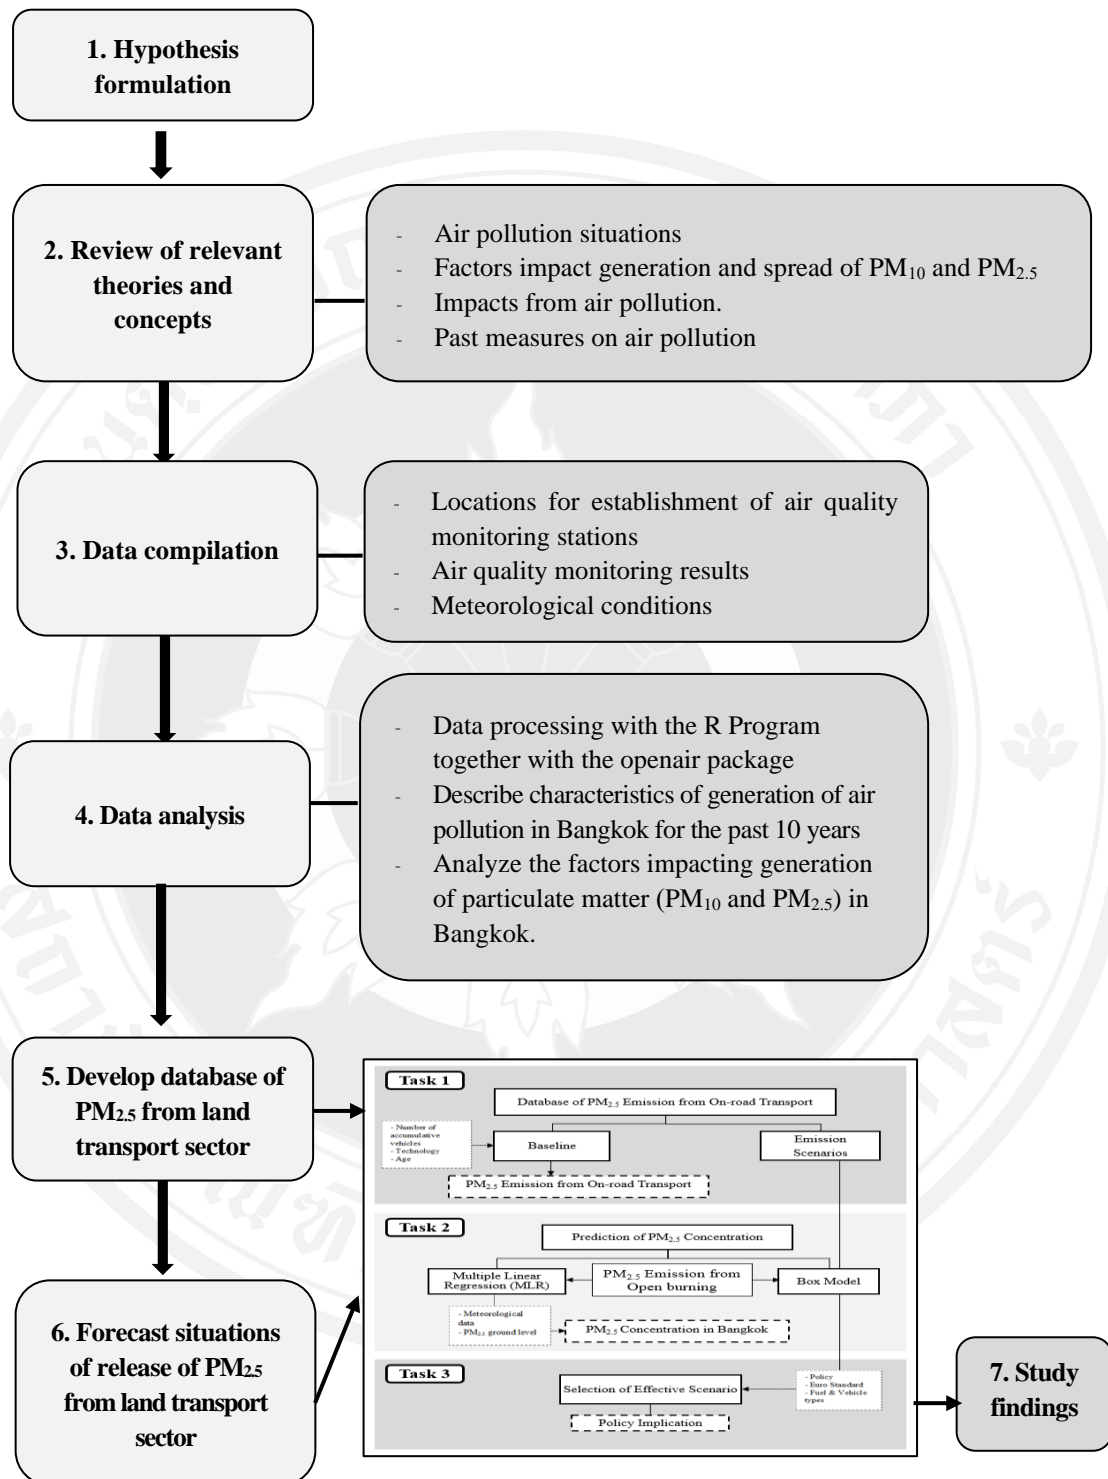 1. Hypothesis
formulation
2. Review of relevant
theories and
concepts
- Air pollution situations
- Factors impact generation and spread of PM10 and PM2.5
- Impacts from air pollution.
- Past measures on air pollution
3. Data compilation
- Locations for establishment of air quality
monitoring stations
- Air quality monitoring results
- Meteorological conditions
4. Data analysis
- Data processing with the R Program
together with the openair package
- Describe characteristics of generation of air
pollution in Bangkok for the past 10 years
- Analyze the factors impacting generation
of particulate matter (PM10 and PM2.5) in
Bangkok.
5. Develop database of
PM2.5 from land
transport sector
6. Forecast situations
of release of PM2.5
from land transport
sector
Task 1
Database of PM2.5 Emission from On-road Transport
- Number of
accumulative
vehicles
- Technology
- Age
Baseline
Emission
Scenarios
PM2.5 Emission from On-road Transport
Task 2
Prediction of PM2.5 Concentration
Multiple Linear
Regression (MLR)
PM2.5 Emission from
Open burning
Box Model
- Meteorological
data
- PM2.5 ground level
PM2.5 Concentration in Bangkok
Task 3
Selection of Effective Scenario
- Policy
- Euro Standard
- Fuel & Vehicle
types
Policy Implication
7. Study
findings